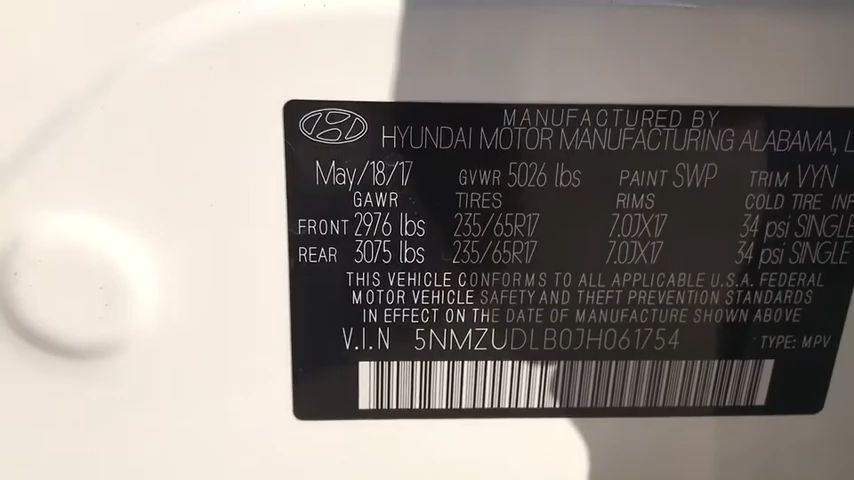 MANUFACTURED BY
HYUNDAI MOTOR MANUFACTURING ALABAMA, L
May/18/17 GVWR 5026 lbs PAINT SWP TRIM VYN
GAWR TIRES RIMS COLD TIRE INF
FRONT 2976 lbs 235/65R17 7.0JX17 34 psi SINGLE
REAR 3075 lbs 235/65R17 7.0JX17 34 psi SINGLE
THIS VEHICLE CONFORMS TO ALL APPLICABLE U.S.A. FEDERAL
MOTOR VEHICLE SAFETY AND THEFT PREVENTION STANDARDS
IN EFFECT ON THE DATE OF MANUFACTURE SHOWN ABOVE
V.I.N 5NMZUDLB0JH061754 TYPE: MPV